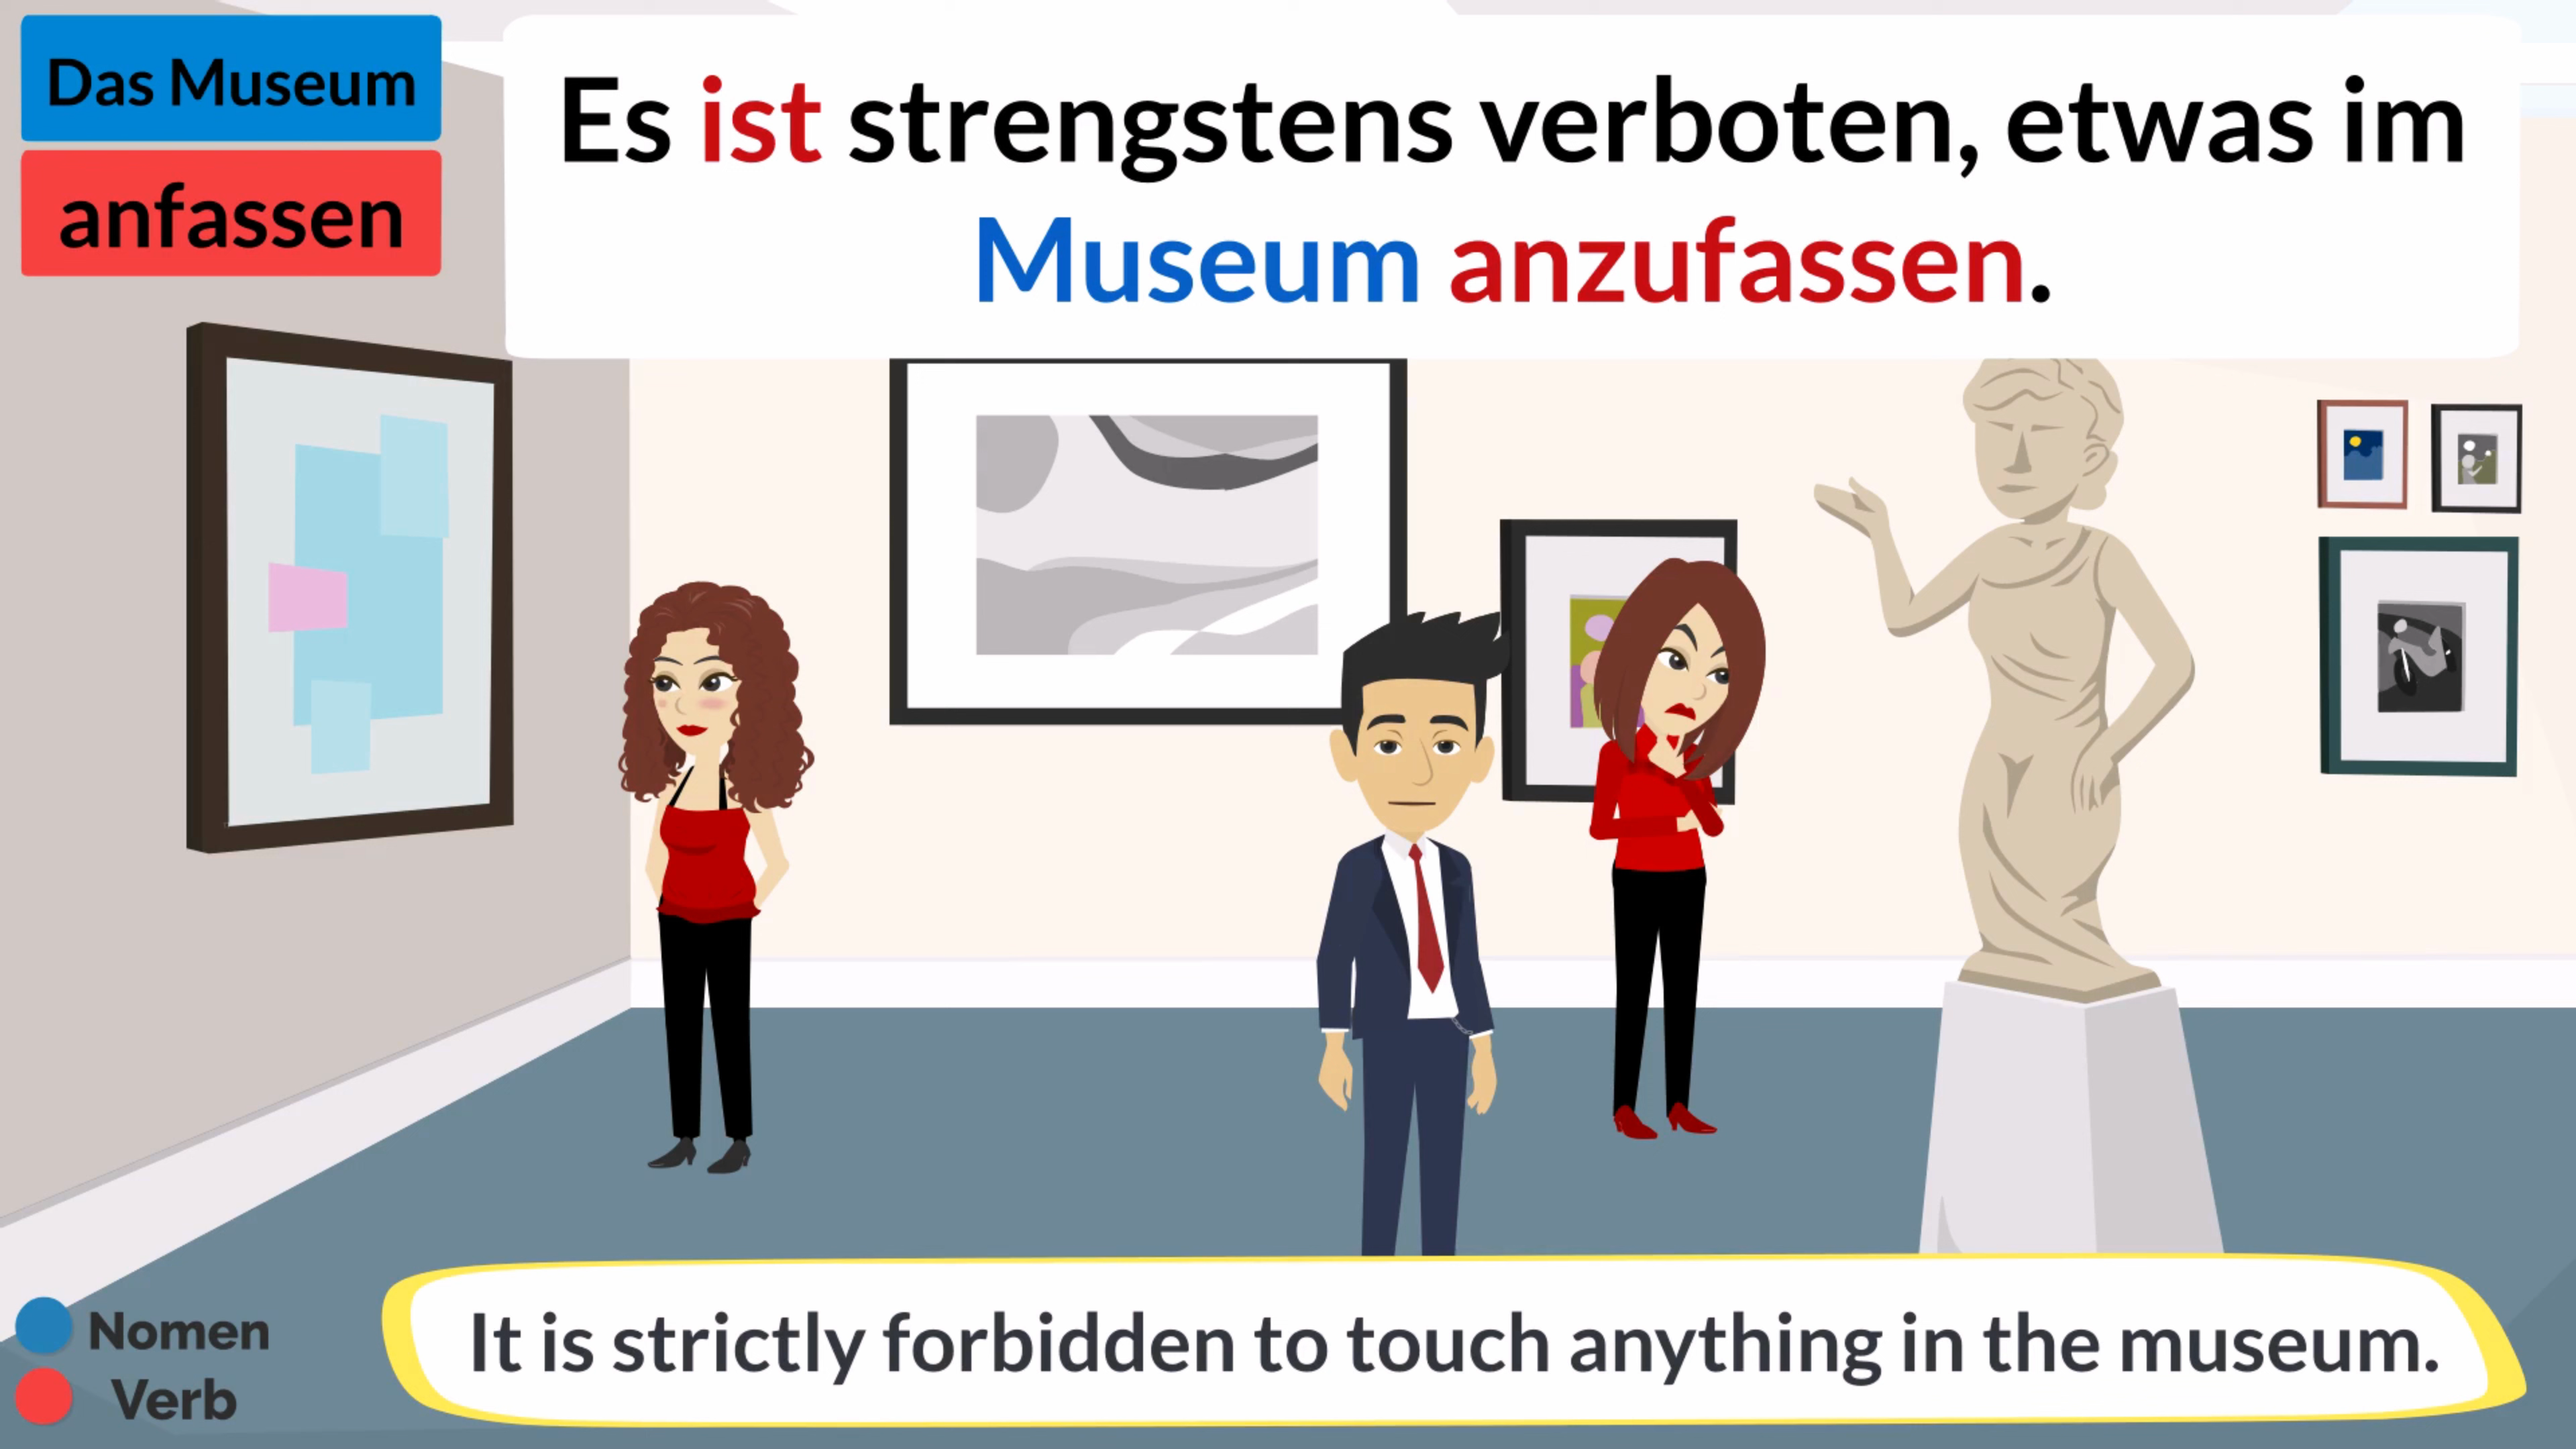 Das Museum
anfassen
Es ist strengstens verboten, etwas im
Museum anzufassen.
Nomen
Verb
It is strictly forbidden to touch anything in the museum.